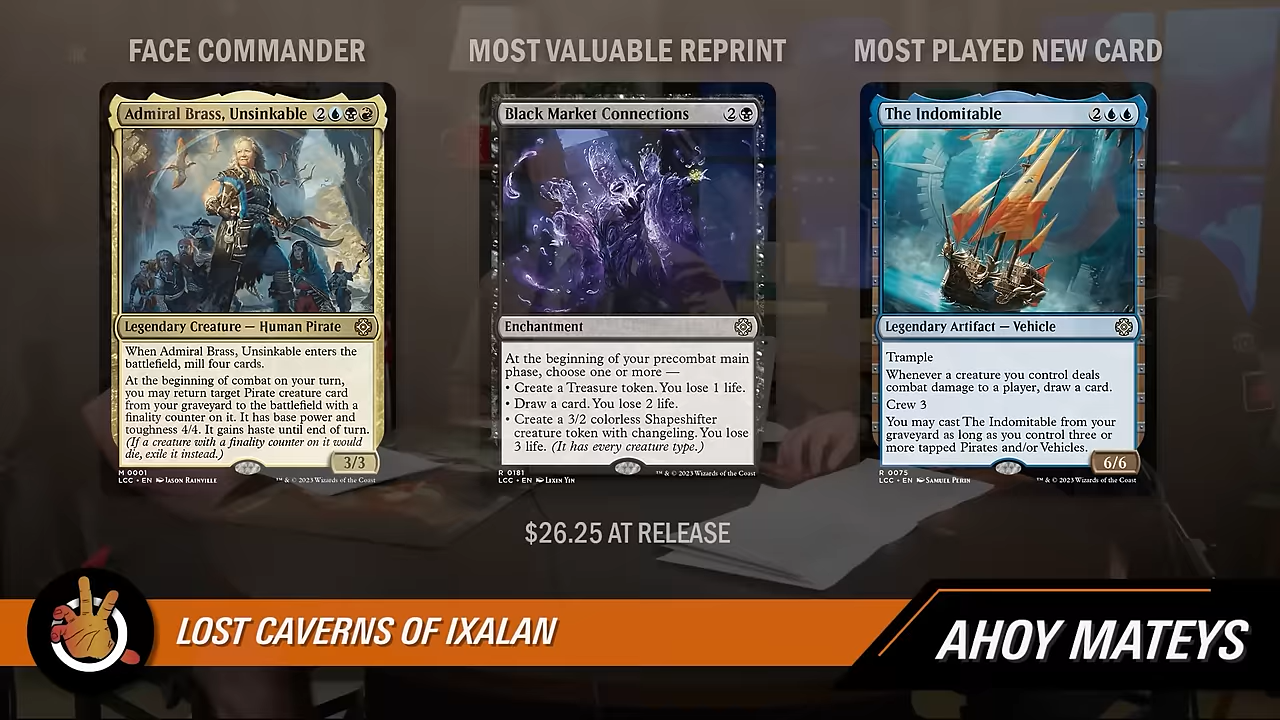 FACE COMMANDER
Admiral Brass, Unsinkable 2
Legendary Creature — Human Pirate
When Admiral Brass, Unsinkable enters the
battlefield, mill four cards.
At the beginning of combat on your turn,
you may return target Pirate creature card
from your graveyard to the battlefield with a
finality counter on it. It has base power and
toughness 4/4. It gains haste until end of turn.
(If a creature with a finality counter on it would
die, exile it instead.)
3/3
M 0001
LCC • EN Jason Rainville
™ & © 2023 Wizards of the Coast
MOST VALUABLE REPRINT
Black Market Connections 2
Enchantment
At the beginning of your precombat main
phase, choose one or more —
• Create a Treasure token. You lose 1 life.
• Draw a card. You lose 2 life.
• Create a 3/2 colorless Shapeshifter
creature token with changeling. You lose
3 life. (It has every creature type.)
R 0181
LCC • EN Lixin Yin
™ & © 2023 Wizards of the Coast
$26.25 AT RELEASE
MOST PLAYED NEW CARD
The Indomitable 2
Legendary Artifact — Vehicle
Trample
Whenever a creature you control deals
combat damage to a player, draw a card.
Crew 3
You may cast The Indomitable from your
graveyard as long as you control three or
more tapped Pirates and/or Vehicles.
6/6
R 0075
LCC • EN Samuel Perin
™ & © 2023 Wizards of the Coast
LOST CAVERNS OF IXALAN
AHOY MATEYS